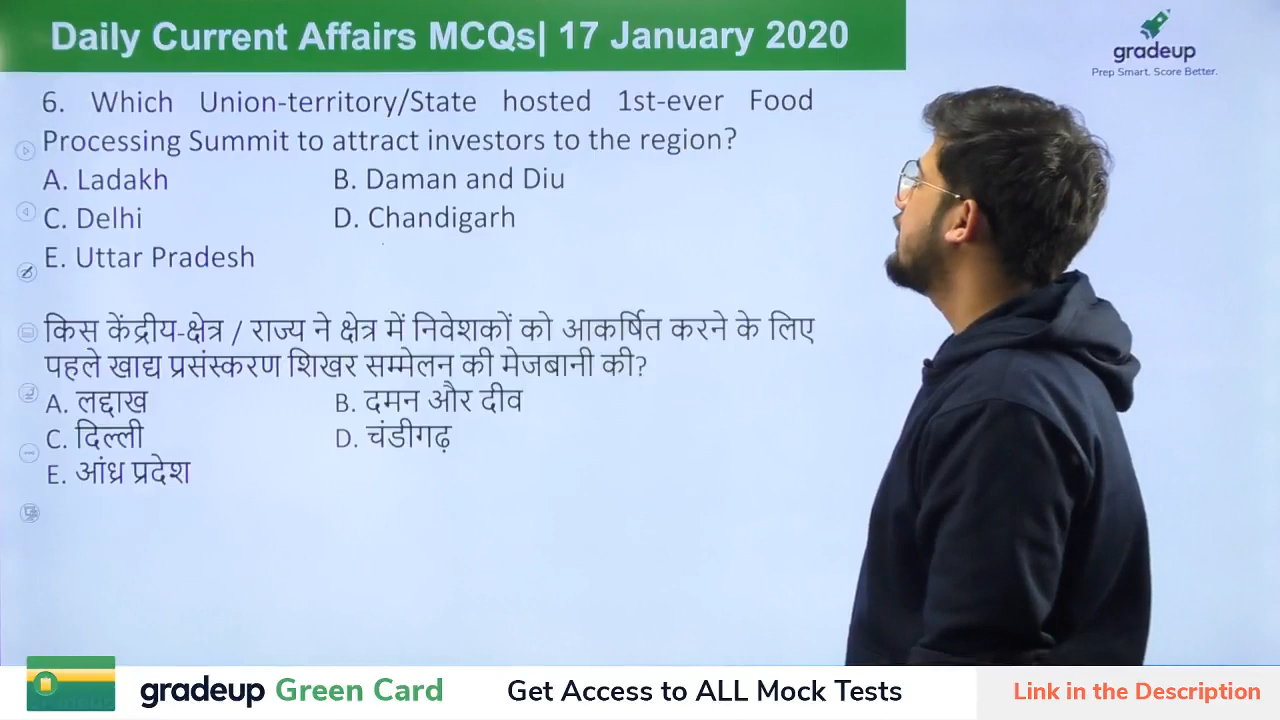 Daily Current Affairs MCQs| 17 January 2020
gradeup
Prep Smart. Score Better.
6. Which Union-territory/State hosted 1st-ever Food
Processing Summit to attract investors to the region?
A. Ladakh B. Daman and Diu
C. Delhi D. Chandigarh
E. Uttar Pradesh
किस केंद्रीय-क्षेत्र / राज्य ने क्षेत्र में निवेशकों को आकर्षित करने के लिए
पहले खाद्य प्रसंस्करण शिखर सम्मेलन की मेजबानी की?
A. लद्दाख B. दमन और दीव
C. दिल्ली D. चंडीगढ़
E. आंध्र प्रदेश
gradeup Green Card Get Access to ALL Mock Tests Link in the Description